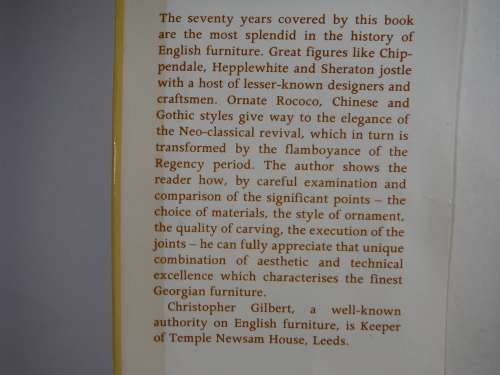 The seventy years covered by this book
are the most splendid in the history of
English furniture. Great figures like Chip-
pendale, Hepplewhite and Sheraton jostle
with a host of lesser-known designers and
craftsmen. Ornate Rococo, Chinese and
Gothic styles give way to the elegance of
the Neo-classical revival, which in turn is
transformed by the flamboyance of the
Regency period. The author shows the
reader how, by careful examination and
comparison of the significant points – the
choice of materials, the style of ornament,
the quality of carving, the execution of the
joints – he can fully appreciate that unique
combination of aesthetic and technical
excellence which characterises the finest
Georgian furniture.
Christopher Gilbert, a well-known
authority on English furniture, is Keeper
of Temple Newsam House, Leeds.